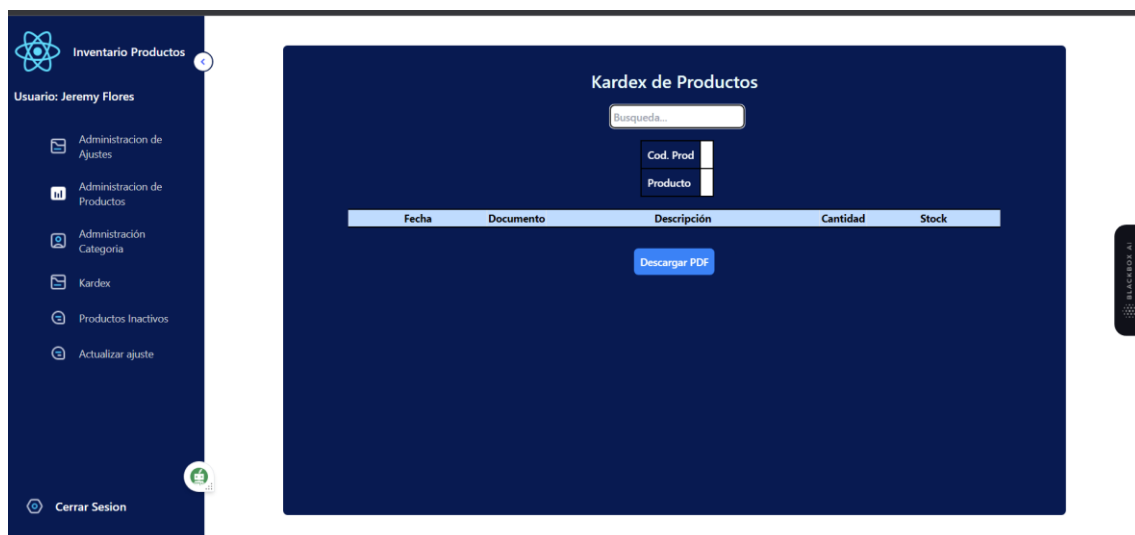 Inventario Productos
Usuario: Jeremy Flores
Administracion de
Ajustes
Administracion de
Productos
Admnistración
Categoria
Kardex
Productos Inactivos
Actualizar ajuste
Cerrar Sesion
Kardex de Productos
Busqueda...
Cod. Prod
Producto
Fecha Documento Descripción Cantidad Stock
Descargar PDF
BLACKBOX AI